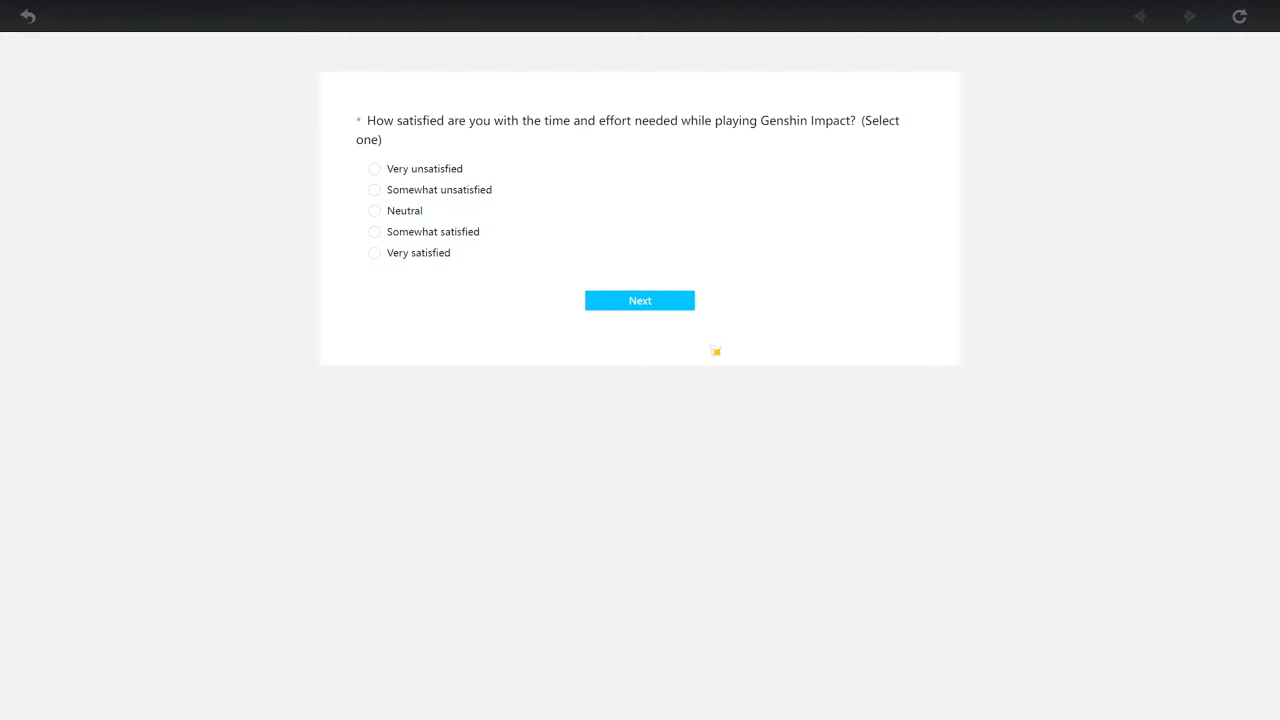 * How satisfied are you with the time and effort needed while playing Genshin Impact? (Select
one)
Very unsatisfied
Somewhat unsatisfied
Neutral
Somewhat satisfied
Very satisfied
Next